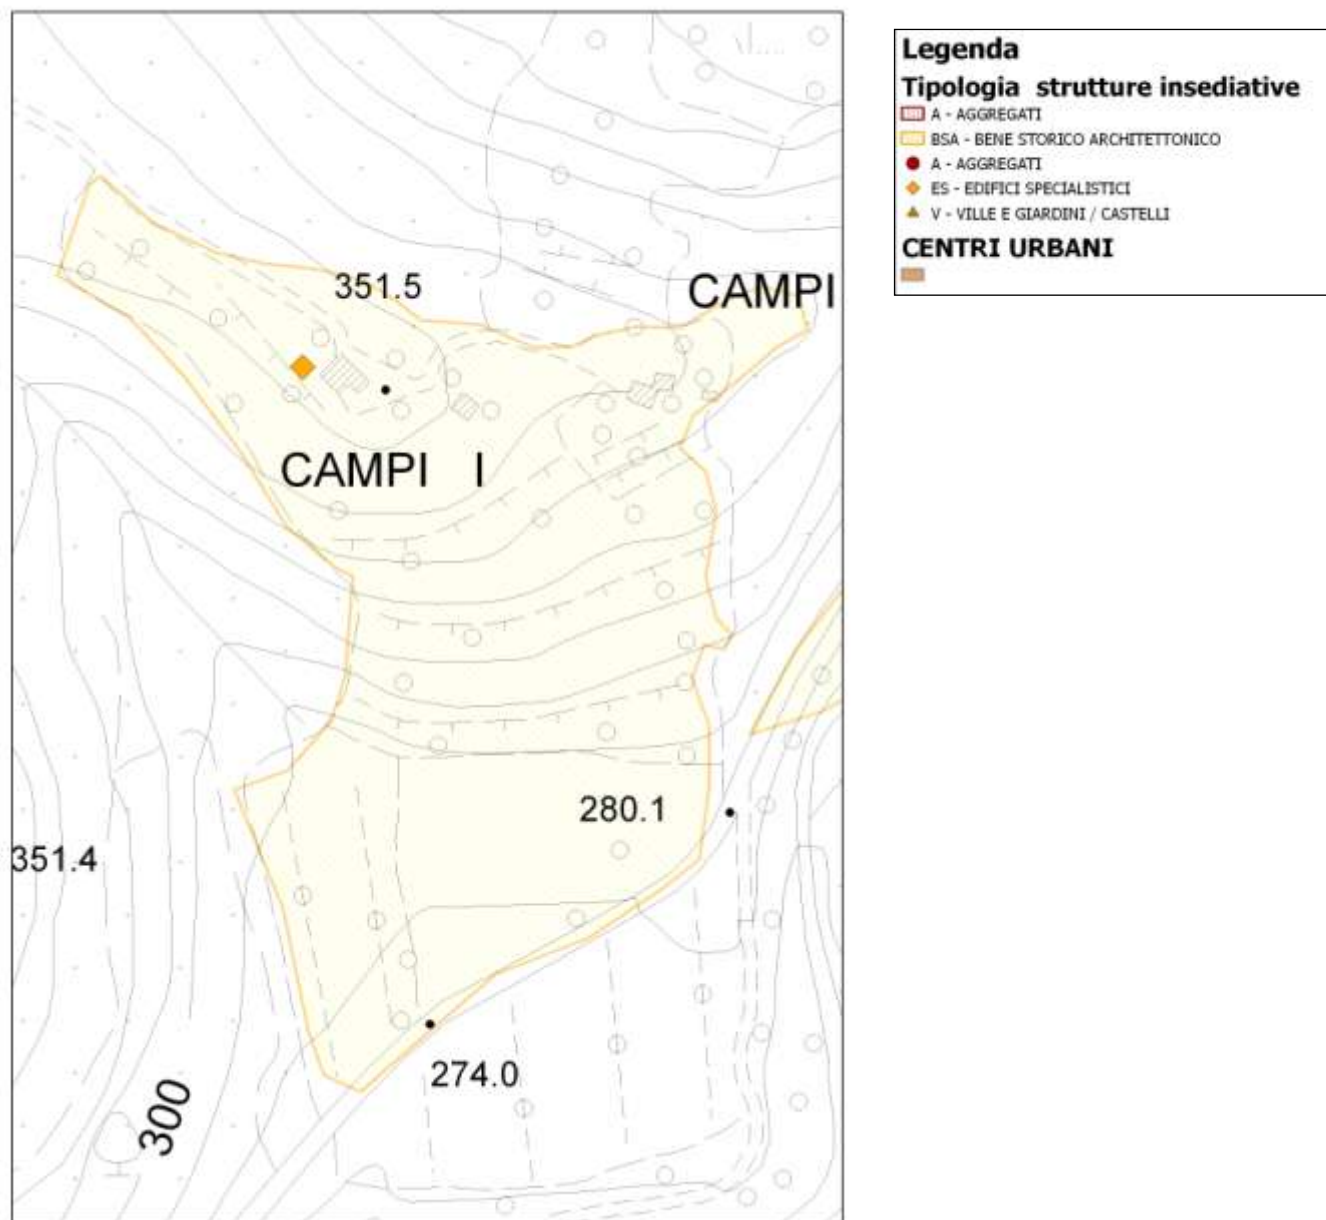 351.5
CAMPI
CAMPI I
280.1
351.4
274.0
300
Legenda
Tipologia strutture insediative
A - AGGREGATI
BSA - BENE STORICO ARCHITETTONICO
A - AGGREGATI
ES - EDIFICI SPECIALISTICI
V - VILLE E GIARDINI / CASTELLI
CENTRI URBANI